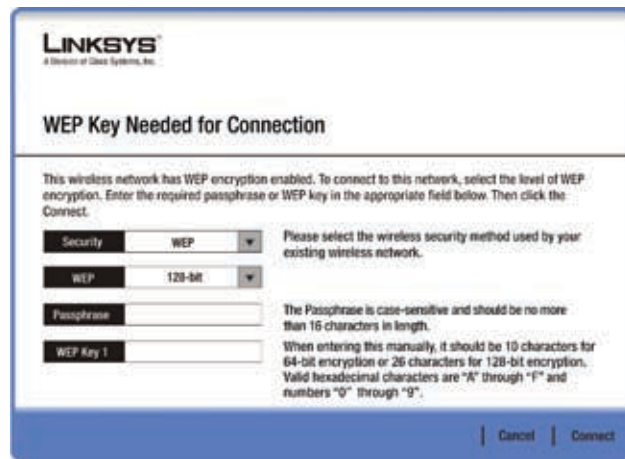 LINKSYS®
A Division of Cisco Systems, Inc.
WEP Key Needed for Connection
This wireless network has WEP encryption enabled. To connect to this network, select the level of WEP
encryption. Enter the required passphrase or WEP key in the appropriate field below. Then click the
Connect.
Security WEP
Please select the wireless security method used by your
existing wireless network.
WEP 128-bit
Passphrase
The Passphrase is case-sensitive and should be no more
than 16 characters in length.
WEP Key 1
When entering this manually, it should be 10 characters for
64-bit encryption or 26 characters for 128-bit encryption.
Valid hexadecimal characters are "A" through "F" and
numbers "0" through "9".
Cancel | Connect